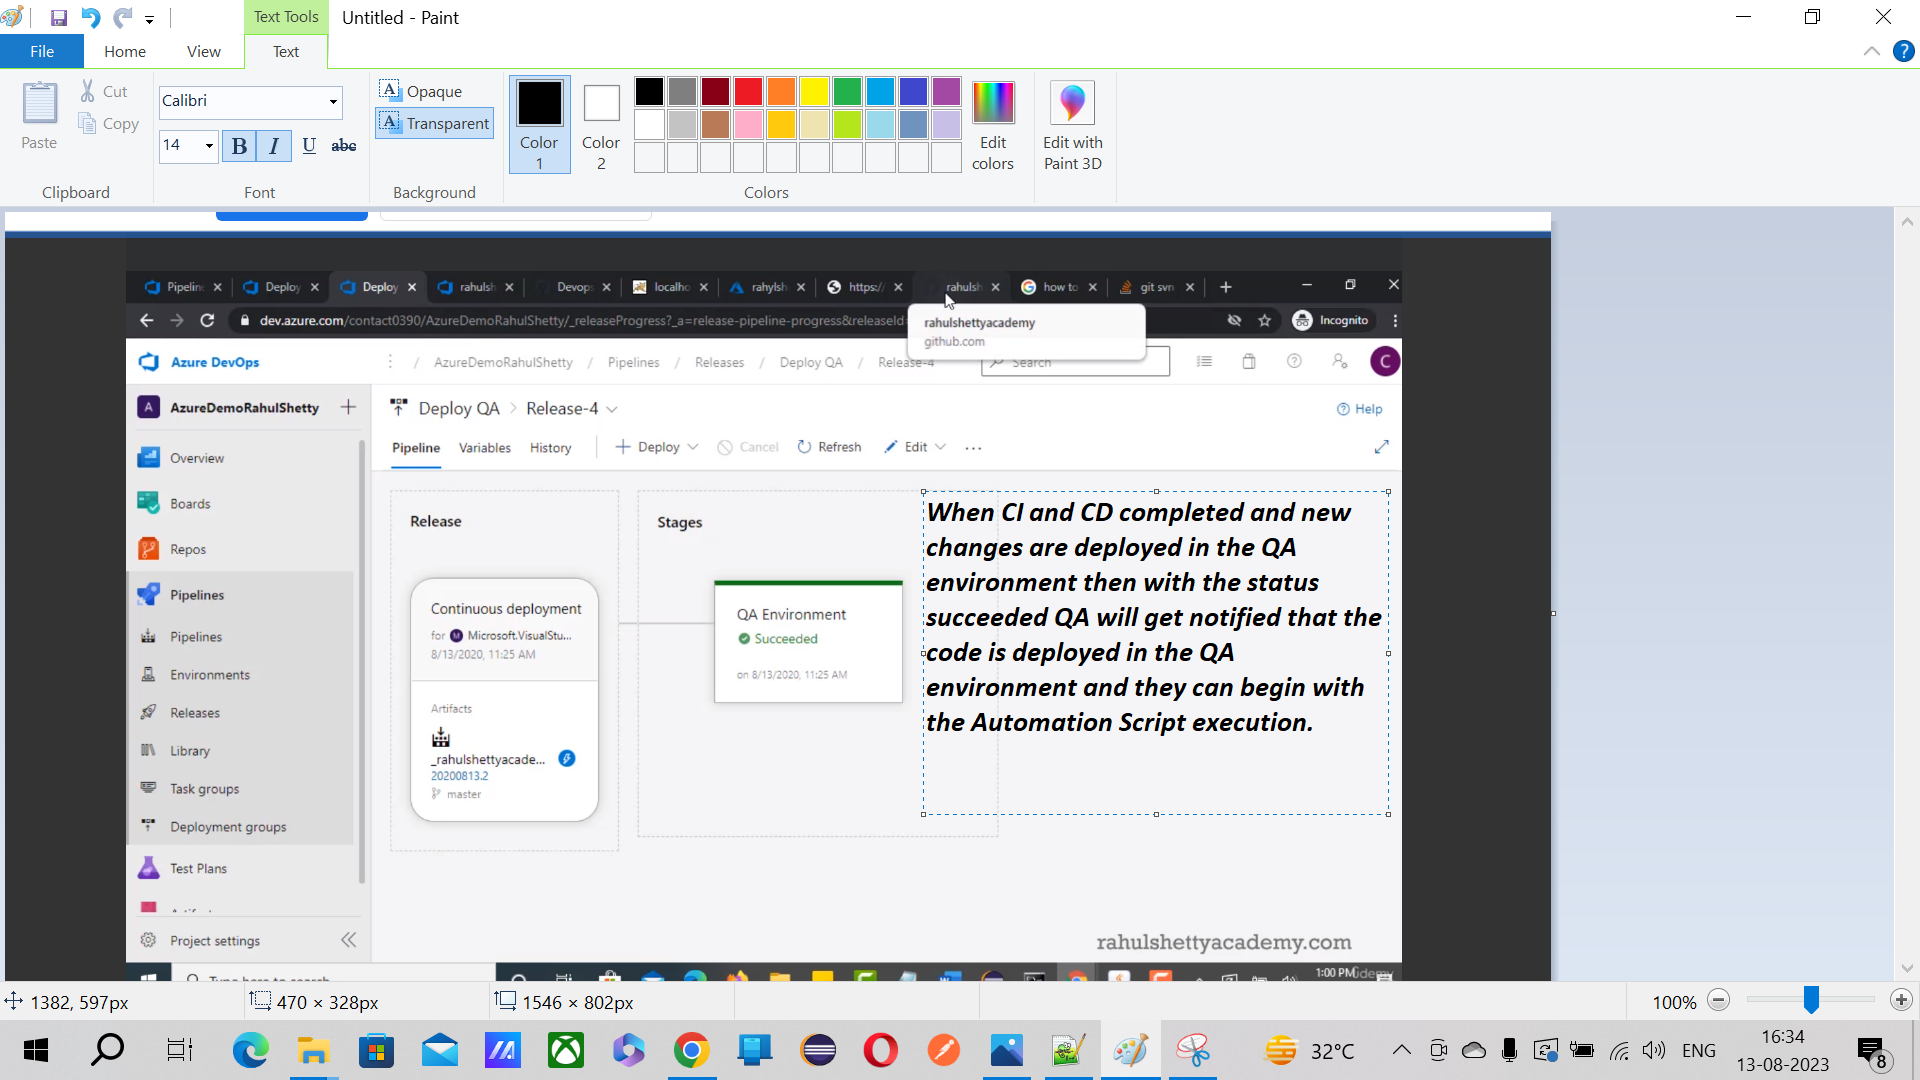 Text Tools
Untitled - Paint
File
Home
View
Text
Paste
Cut
Copy
Clipboard
Calibri
14
B I U abc
Font
Opaque
Transparent
Background
Color 1
Color 2
Colors
Edit colors
Edit with Paint 3D
Deploy
Deploy
rahulsh
Devops
localho
rahylsh
https:/
rahulsh
how to
git svn
dev.azure.com/contact0390/AzureDemoRahulShetty/_releaseProgress?_a=release-pipeline-progress&releaseId
Incognito
rahulshettyacademy
github.com
Azure DevOps
/ AzureDemoRahulShetty / Pipelines / Releases / Deploy QA / Release-4
Search
C
A AzureDemoRahulShetty
Deploy QA > Release-4
Help
Pipeline
Variables
History
Deploy
Cancel
Refresh
Edit
Overview
Boards
Repos
Pipelines
Pipelines
Environments
Releases
Library
Task groups
Deployment groups
Test Plans
Project settings
Release
Continuous deployment
for M Microsoft.VisualStu...
8/13/2020, 11:25 AM
Artifacts
_rahulshettyacade...
20200813.2
master
Stages
QA Environment
Succeeded
on 8/13/2020, 11:25 AM
When CI and CD completed and new
changes are deployed in the QA
environment then with the status
succeeded QA will get notified that the
code is deployed in the QA
environment and they can begin with
the Automation Script execution.
rahulshettyacademy.com
Type here to search
1:00 PM
1382, 597px
470 × 328px
1546 × 802px
100%
32°C
ENG
16:34
13-08-2023
8